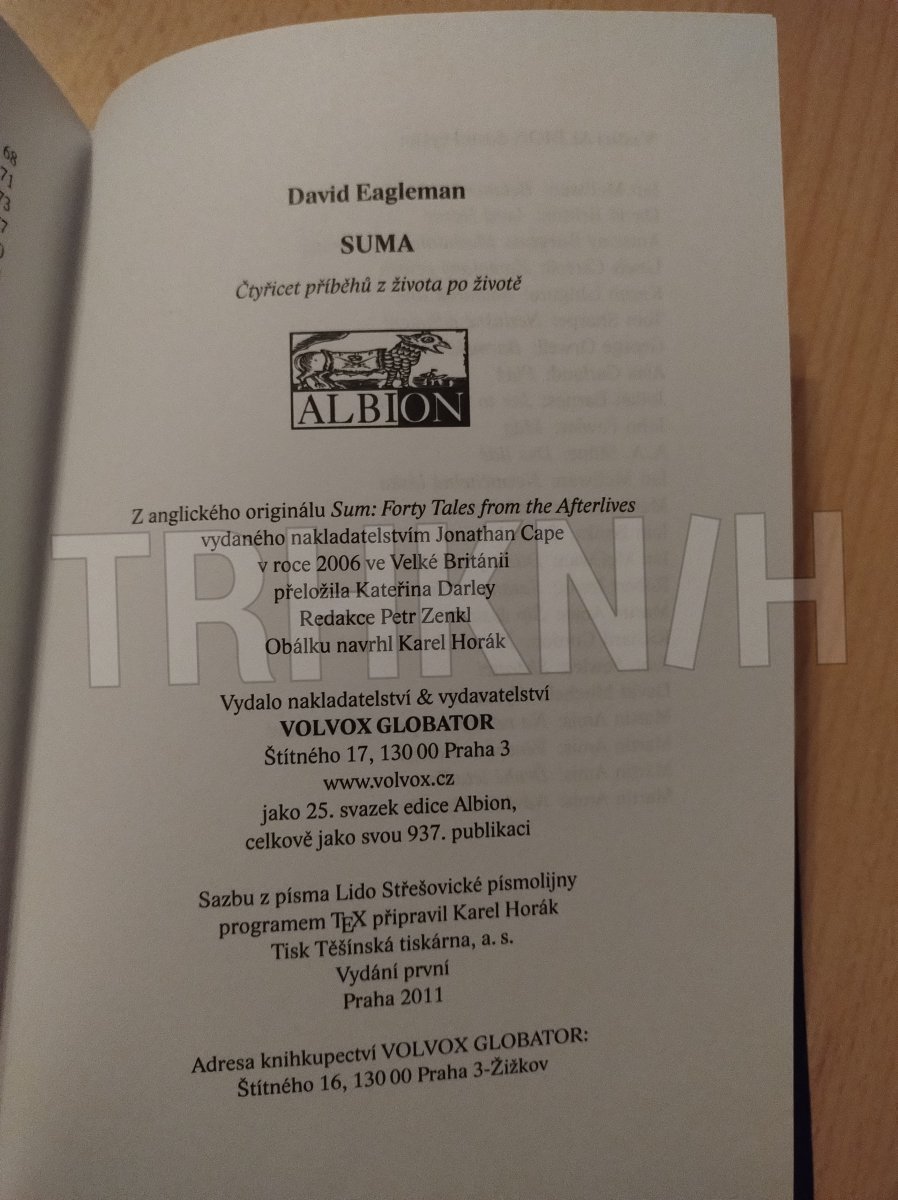 68
71
73
David Eagleman
SUMA
Čtyřicet příběhů z života po životě
ALBION
Z anglického originálu Sum: Forty Tales from the Afterlives
vydaného nakladatelstvím Jonathan Cape
v roce 2006 ve Velké Británii
přeložila Kateřina Darley
Redakce Petr Zenkl
Obálku navrhl Karel Horák
TRHKNIH
Vydalo nakladatelství & vydavatelství
VOLVOX GLOBATOR
Štítného 17, 130 00 Praha 3
www.volvox.cz
jako 25. svazek edice Albion,
celkově jako svou 937. publikaci
Sazbu z písma Lido Střešovické písmolijny
programem TEX připravil Karel Horák
Tisk Těšínská tiskárna, a. s.
Vydání první
Praha 2011
Adresa knihkupectví VOLVOX GLOBATOR:
Štítného 16, 130 00 Praha 3-Žižkov